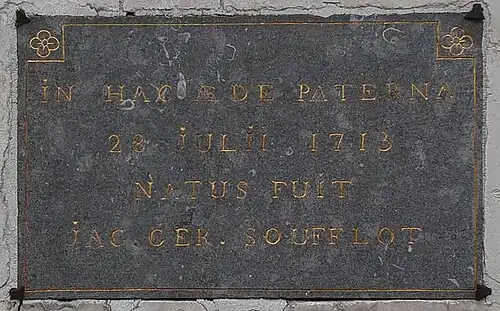 IN HAC ÆDE PATERNA
28 JULII 1713
NATUS FUIT
JAC. GER. SOUFFLOT